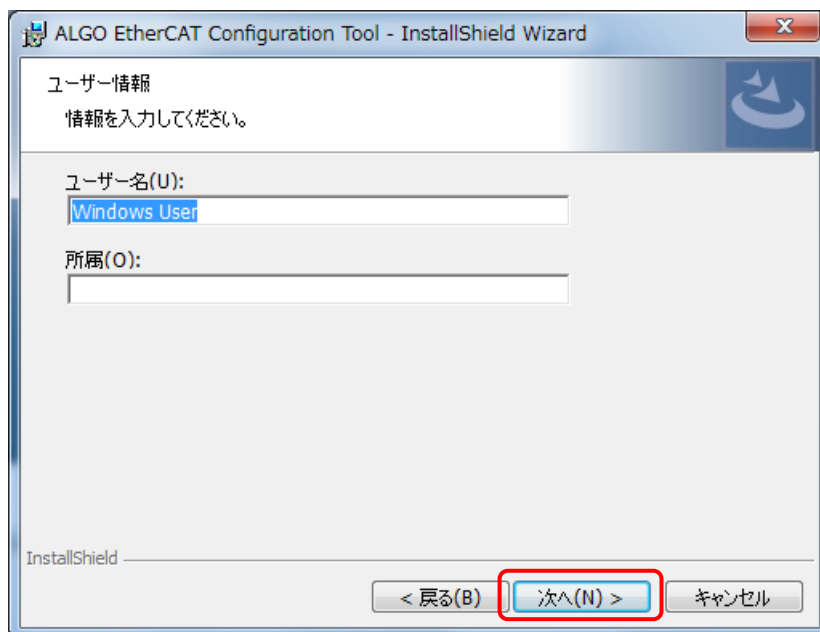 ALGO EtherCAT Configuration Tool - InstallShield Wizard
ユーザー情報
情報を入力してください。
ユーザー名(U):
Windows User
所属(O):
InstallShield
< 戻る(B)
次へ(N) >
キャンセル